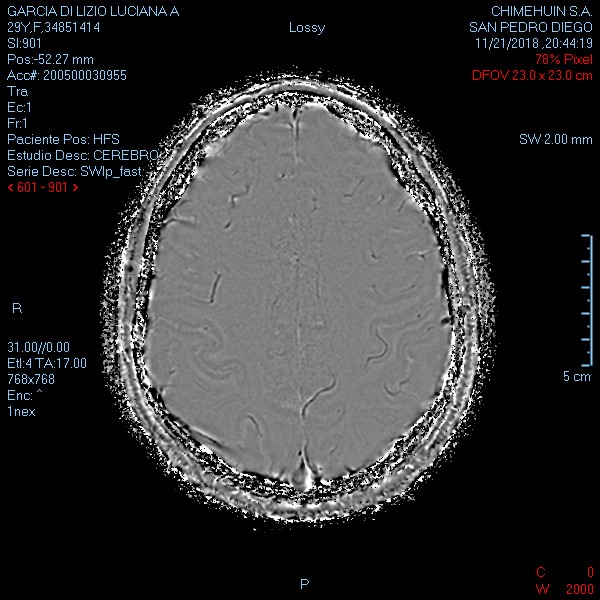 GARCIA DI LIZIO LUCIANA A
29Y,F,34851414
SI:901
Pos:-52.27 mm
Acc#: 200500030955
Tra
Ec:1
Fr:1
Paciente Pos: HFS
Estudio Desc: CEREBRO
Serie Desc: SWIp_fast
< 601 - 901 >
Lossy
CHIMEHUIN S.A.
SAN PEDRO DIEGO
11/21/2018 ,20:44:19
78% Pixel
DFOV 23.0 x 23.0 cm
SW 2.00 mm
R
31.00//0.00
Etl:4 TA:17.00
768x768
Enc: ^
1nex
5 cm
P
C 0
W 2000